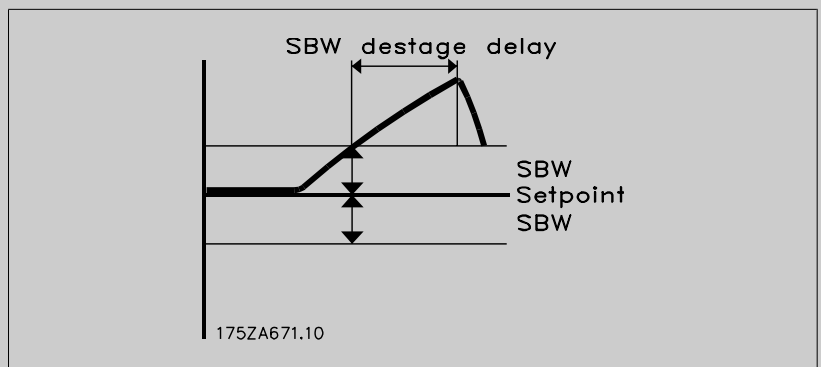 SBW destage delay
SBW
Setpoint
SBW
175ZA671.10